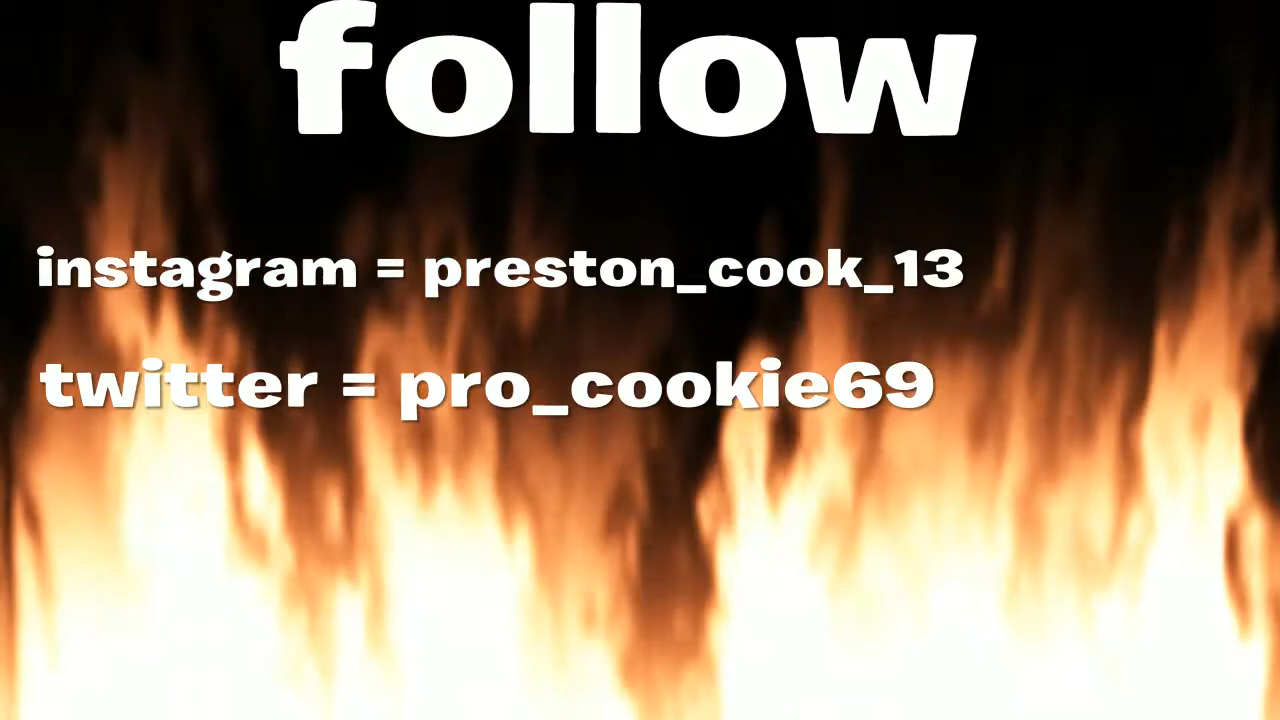 follow
instagram = preston_cook_13
twitter = pro_cookie69